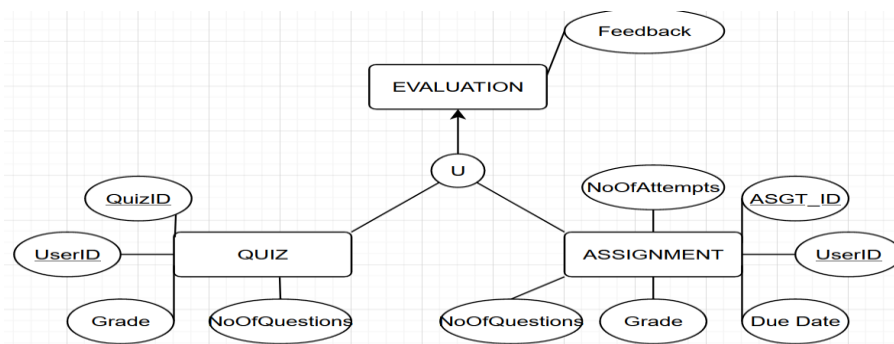 Feedback
EVALUATION
U
QuizID
NoOfAttempts
ASGT_ID
UserID
QUIZ
ASSIGNMENT
UserID
Grade
NoOfQuestions
NoOfQuestions
Grade
Due Date